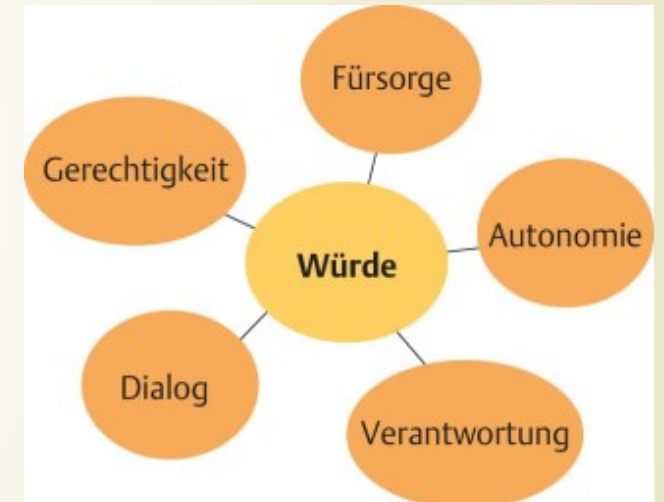 Fürsorge
Gerechtigkeit
Autonomie
Würde
Dialog
Verantwortung